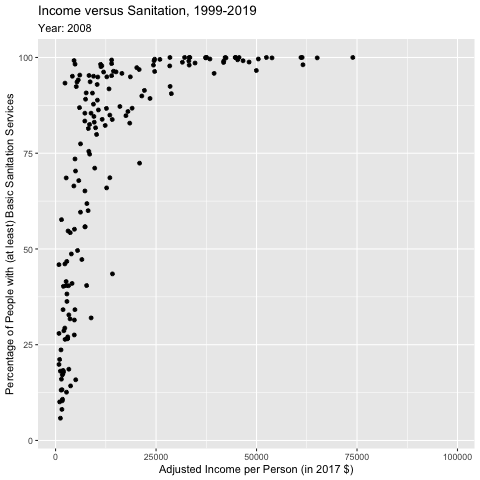 Income versus Sanitation, 1999-2019
Year: 2008
Percentage of People with (at least) Basic Sanitation Services
100
75
50
25
0
0 25000 50000 75000 100000
Adjusted Income per Person (in 2017 $)